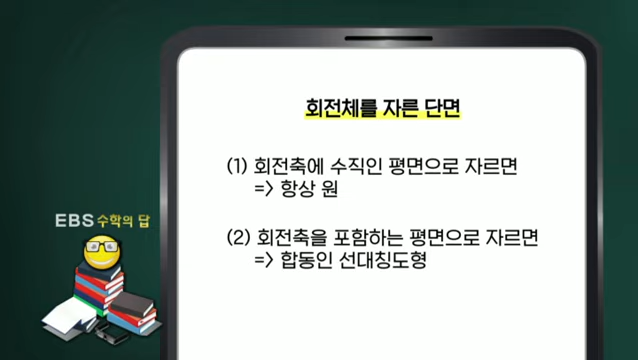 회전체를 자른 단면
(1) 회전축에 수직인 평면으로 자르면
=> 항상 원
(2) 회전축을 포함하는 평면으로 자르면
=> 합동인 선대칭도형
EBS 수학의 답